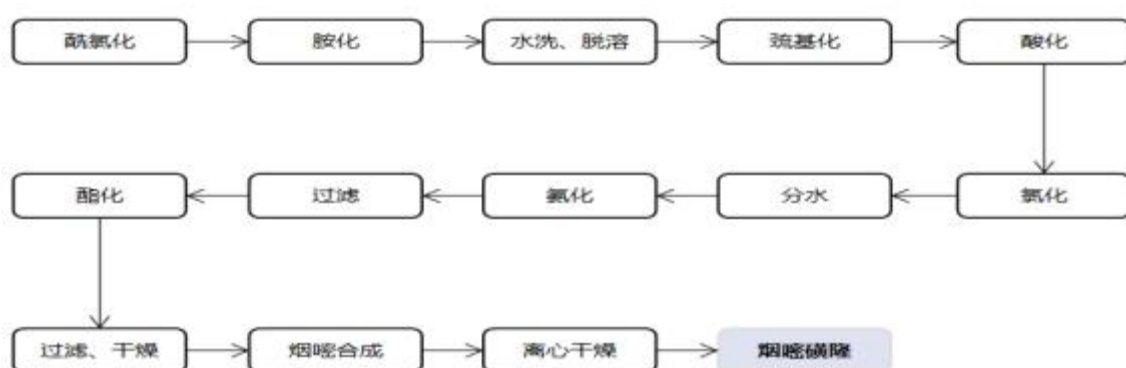 酰氯化
胺化
水洗、脱溶
巯基化
酸化
酯化
过滤
氨化
分水
氯化
过滤、干燥
烟嘧合成
离心干燥
烟嘧磺隆